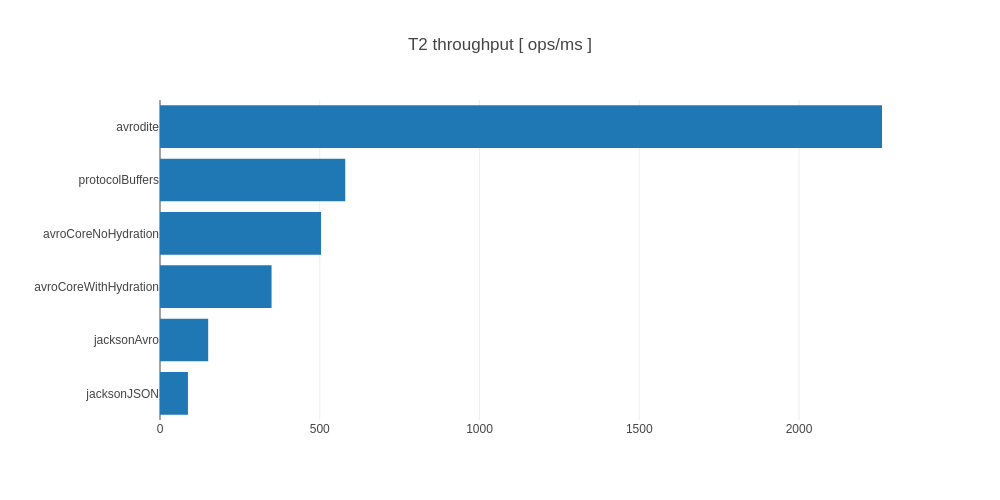 T2 throughput [ ops/ms ]
avrodite
protocolBuffers
avroCoreNoHydration
avroCoreWithHydration
jacksonAvro
jacksonJSON
0 500 1000 1500 2000